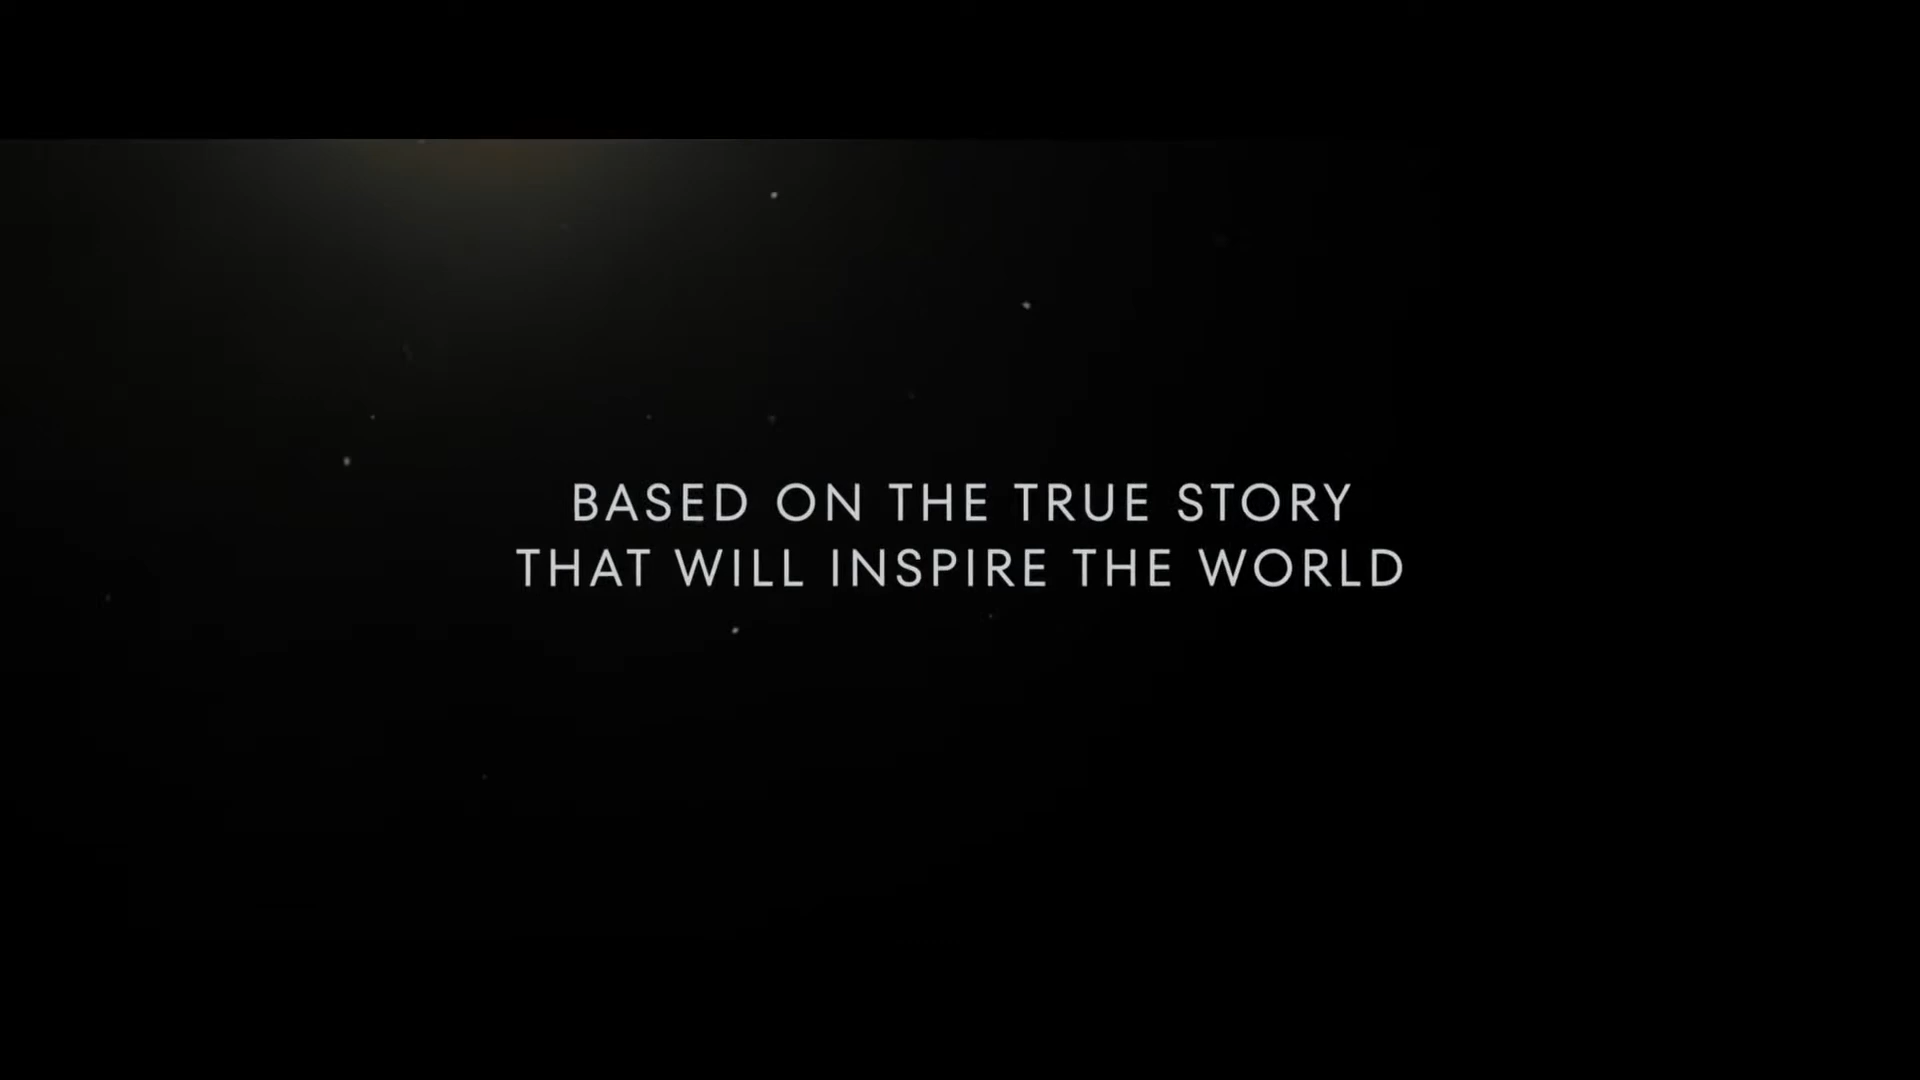 BASED ON THE TRUE STORY
THAT WILL INSPIRE THE WORLD